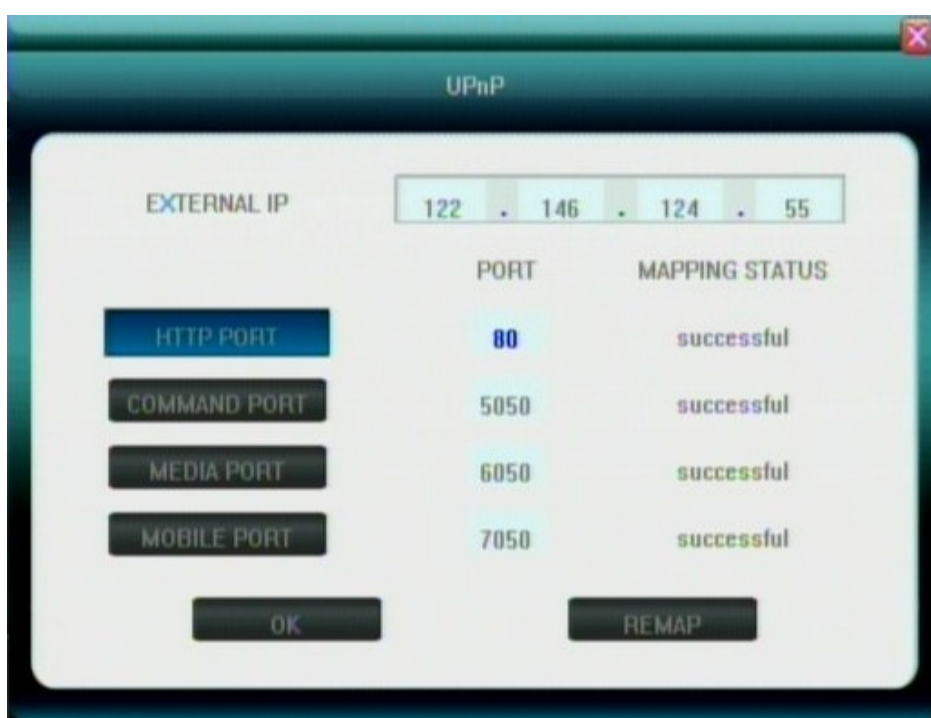 UPnP
EXTERNAL IP 122 . 146 . 124 . 55
PORT MAPPING STATUS
HTTP PORT 80 successful
COMMAND PORT 5050 successful
MEDIA PORT 6050 successful
MOBILE PORT 7050 successful
OK REMAP